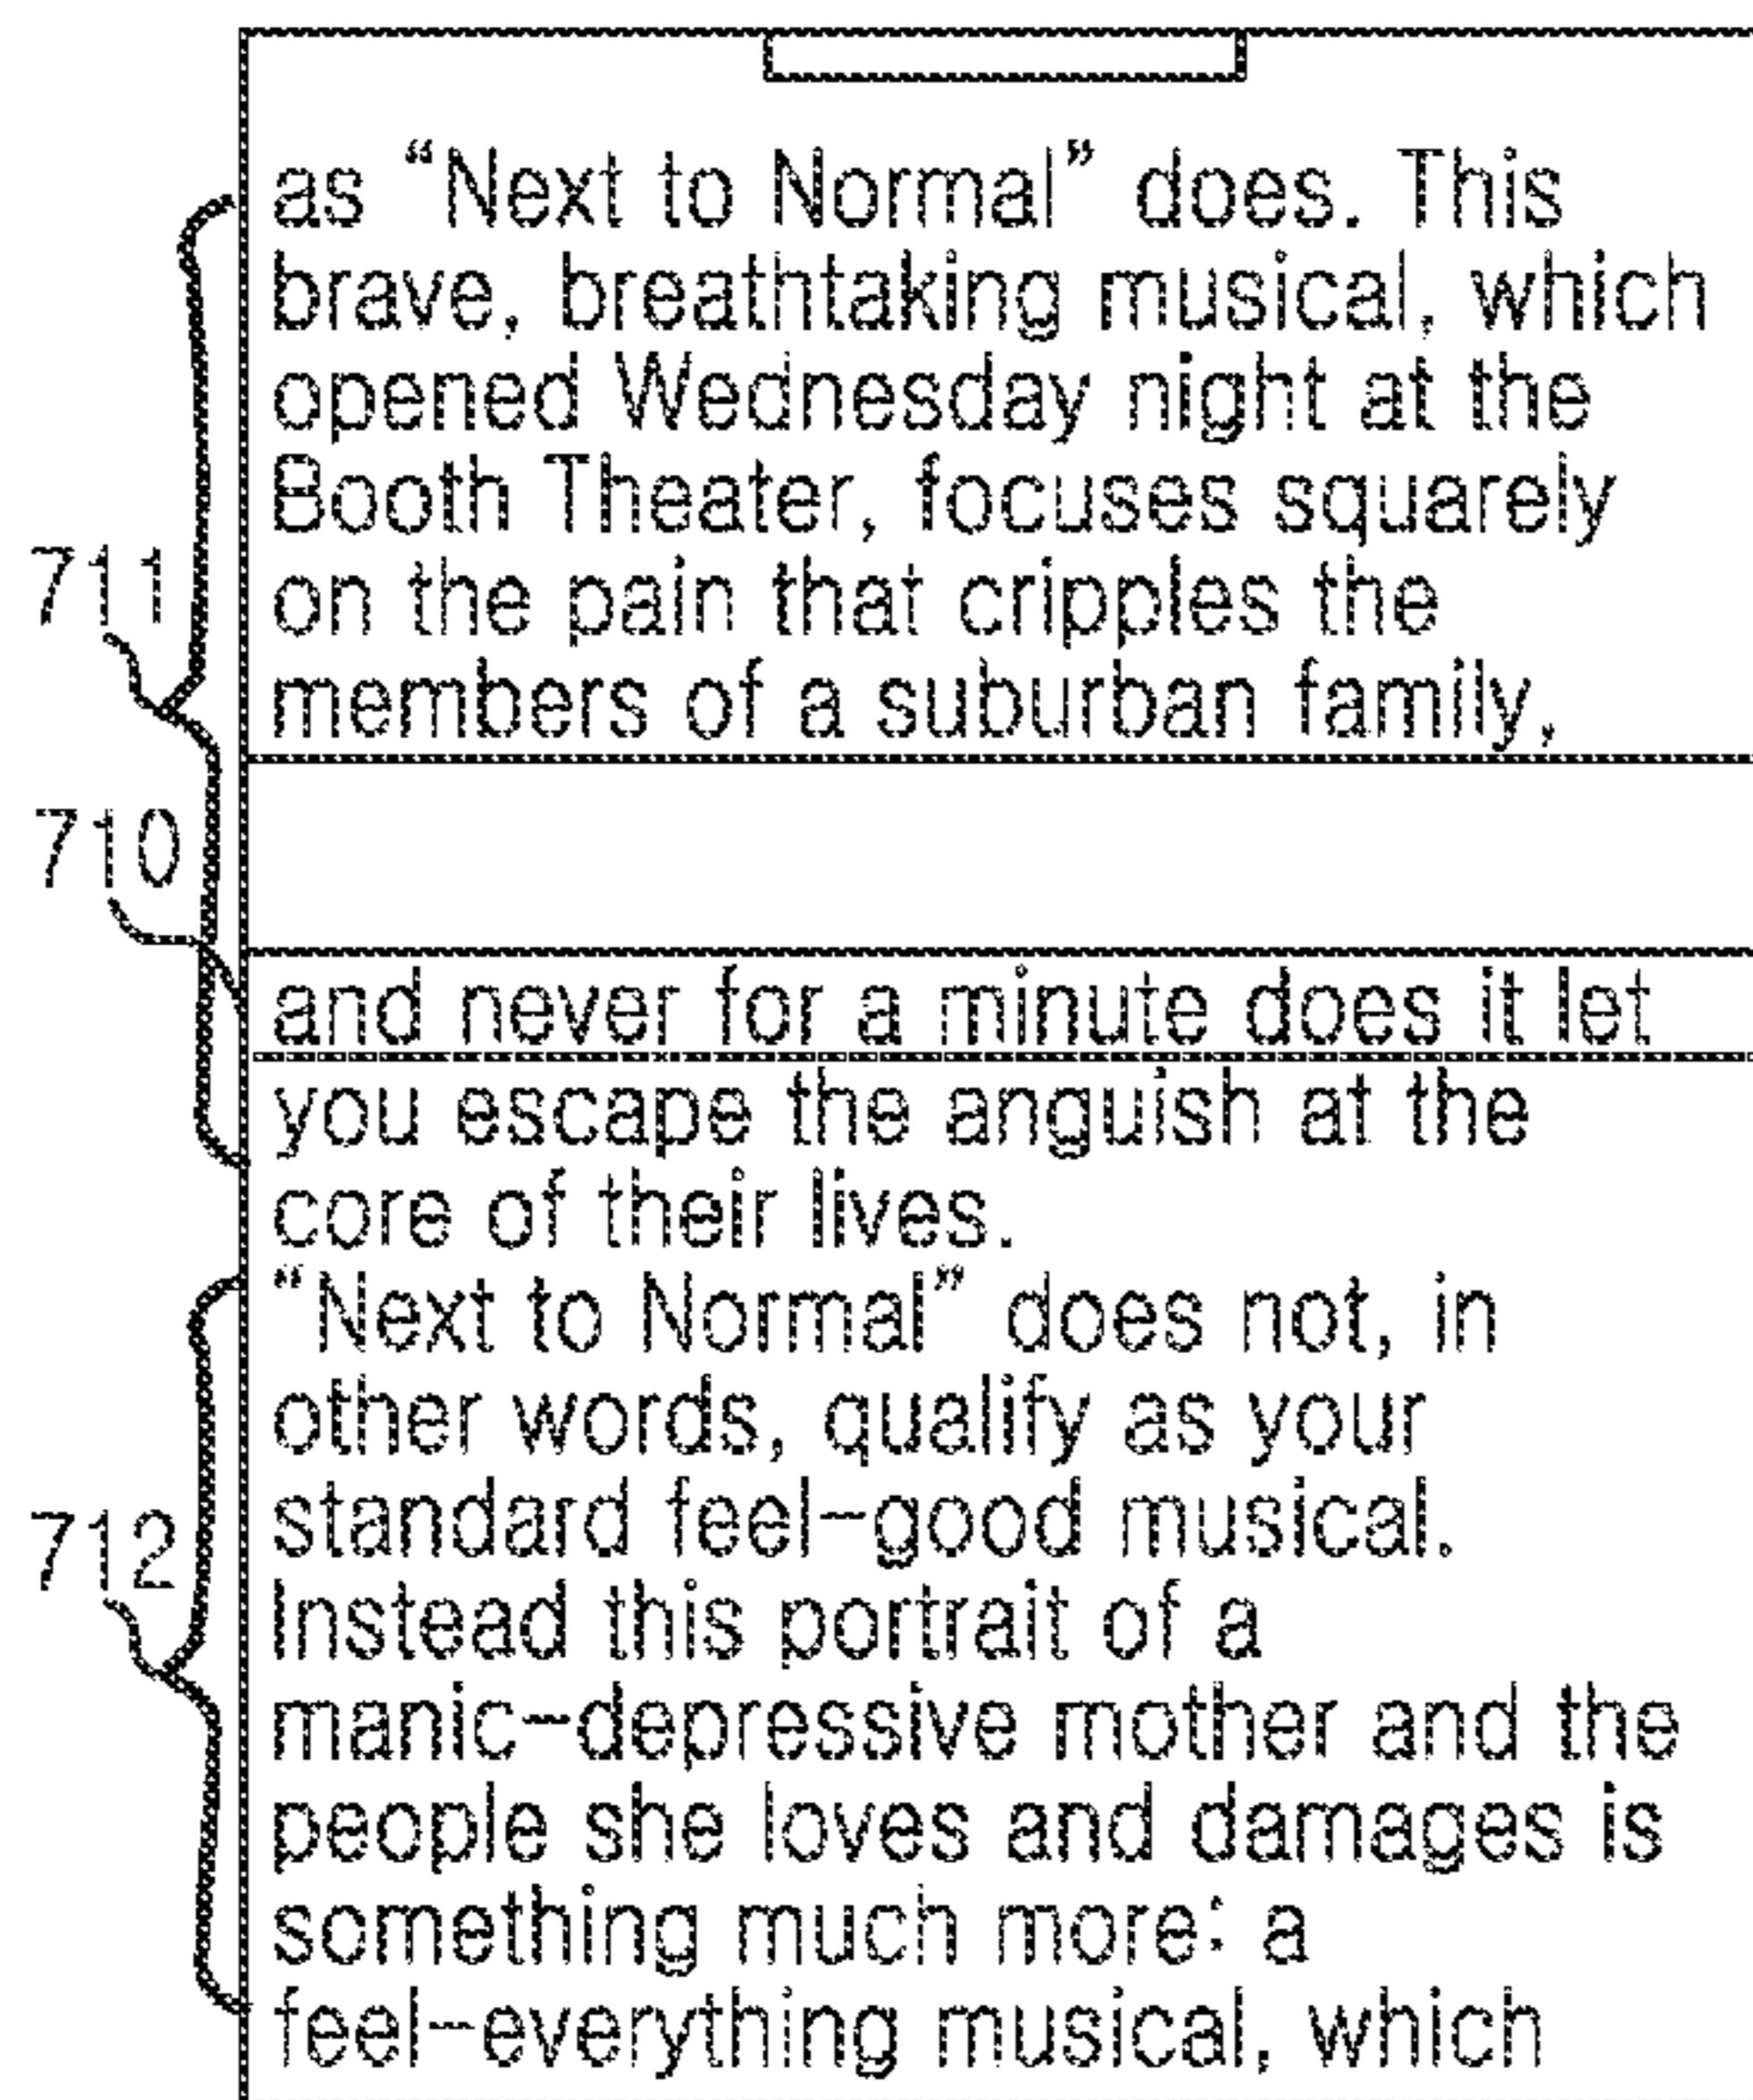 as “Next to Normal” does. This
brave, breathtaking musical, which
opened Wednesday night at the
Booth Theater, focuses squarely
711
on the pain that cripples the
members of a suburban family,
710
and never for a minute does it let
you escape the anguish at the
core of their lives.
“Next to Normal” does not, in
other words, qualify as your
standard feel-good musical.
712
Instead this portrait of a
manic-depressive mother and the
people she loves and damages is
something much more: a
feel-everything musical, which